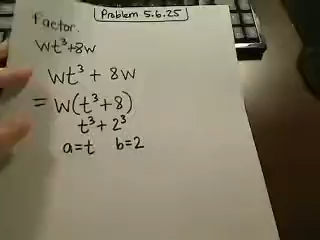 Problem 5.6.25
Factor.
wt³+8w
wt³ + 8w
= w(t³+8)
t³ + 2³
a=t b=2